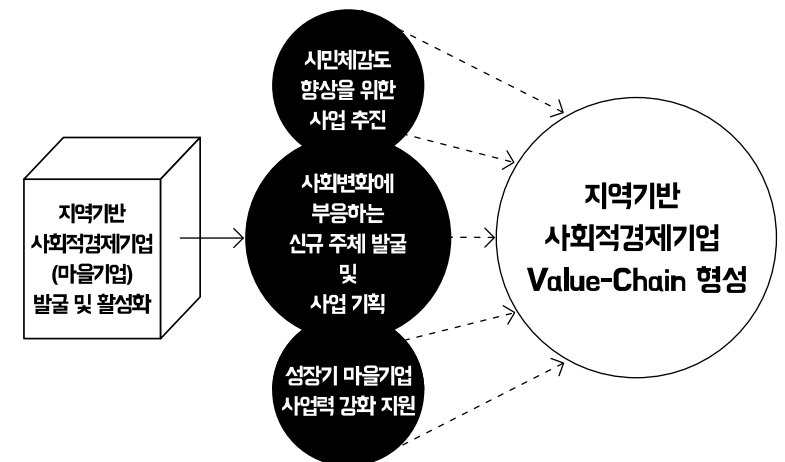 지역기반
사회적경제기업
(마을기업)
발굴 및 활성화
시민체감도
향상을 위한
사업 추진
사회변화에
부응하는
신규 주체 발굴
및
사업 기획
성장기 마을기업
사업력 강화 지원
지역기반
사회적경제기업
Value-Chain 형성